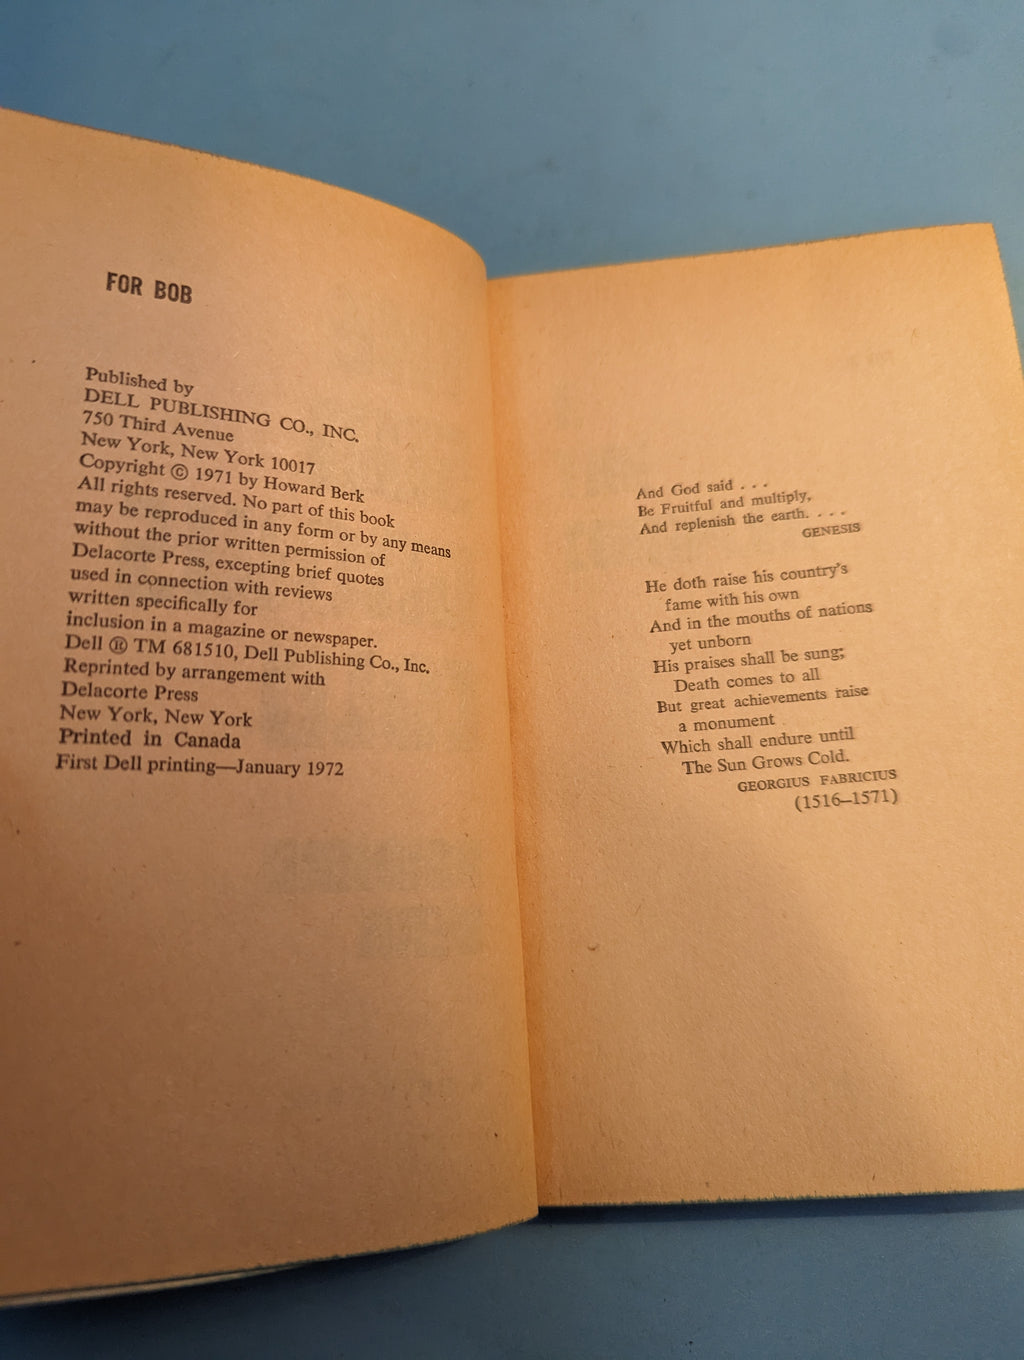 FOR BOB
Published by
DELL PUBLISHING CO., INC.
750 Third Avenue
New York, New York 10017
Copyright © 1971 by Howard Berk
All rights reserved. No part of this book
may be reproduced in any form or by any means
without the prior written permission of
Delacorte Press, excepting brief quotes
used in connection with reviews
written specifically for
inclusion in a magazine or newspaper.
Dell ® TM 681510, Dell Publishing Co., Inc.
Reprinted by arrangement with
Delacorte Press
New York, New York
Printed in Canada
First Dell printing—January 1972
And God said . . .
Be Fruitful and multiply,
And replenish the earth. . . .
GENESIS
He doth raise his country's
fame with his own
And in the mouths of nations
yet unborn
His praises shall be sung;
Death comes to all
But great achievements raise
a monument
Which shall endure until
The Sun Grows Cold.
GEORGIUS FABRICIUS
(1516–1571)